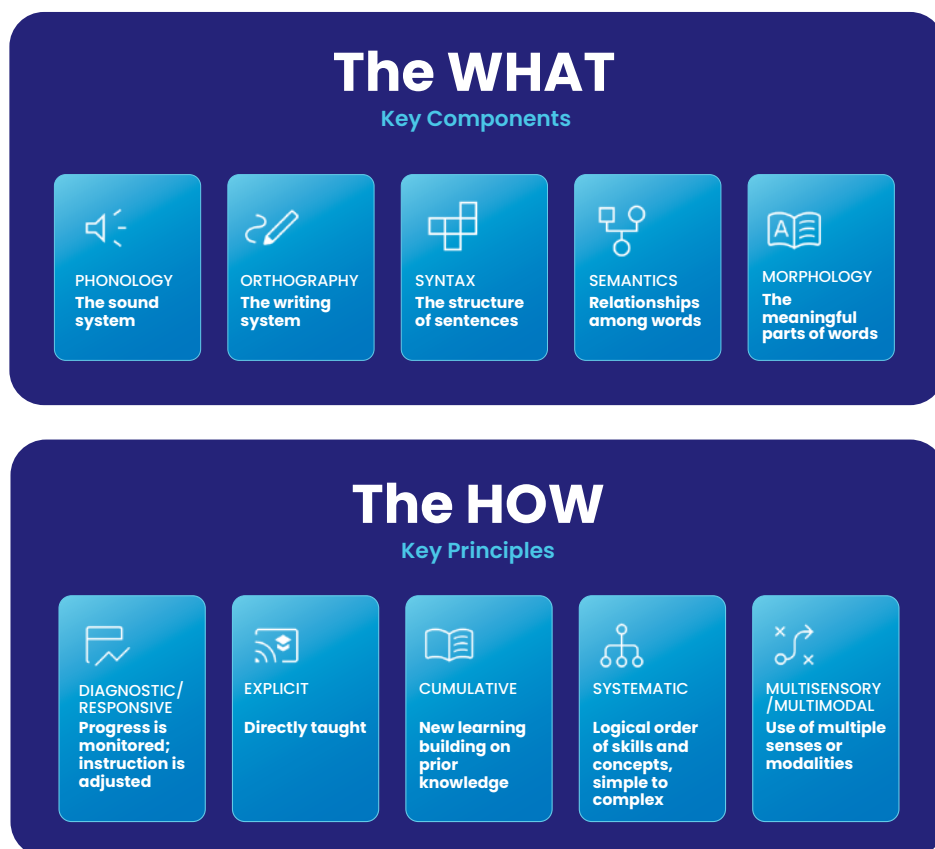 The WHAT
Key Components
PHONOLOGY
The sound
system
ORTHOGRAPHY
The writing
system
SYNTAX
The structure
of sentences
SEMANTICS
Relationships
among words
A
MORPHOLOGY
The
meaningful
parts of words
The HOW
Key Principles
DIAGNOSTIC/
RESPONSIVE
Progress is
monitored;
instruction is
adjusted
EXPLICIT
Directly taught
CUMULATIVE
New learning
building on
prior
knowledge
SYSTEMATIC
Logical order
of skills and
concepts,
simple to
complex
MULTISENSORY
/MULTIMODAL
Use of multiple
senses or
modalities